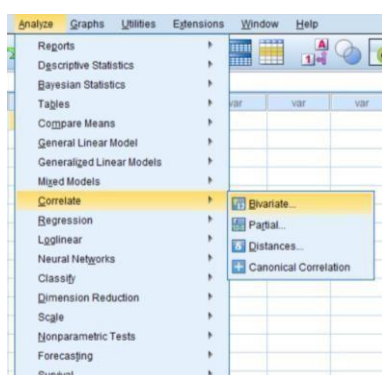 Analyze Graphs Utilities Extensions Window Help
Reports
Descriptive Statistics
Bayesian Statistics
Tables
var var var
Compare Means
General Linear Model
Generalized Linear Models
Mixed Models
Correlate
Bivariate...
Regression
Partial...
Loglinear
Distances...
Neural Networks
Canonical Correlation
Classify
Dimension Reduction
Scale
Nonparametric Tests
Forecasting
Survival